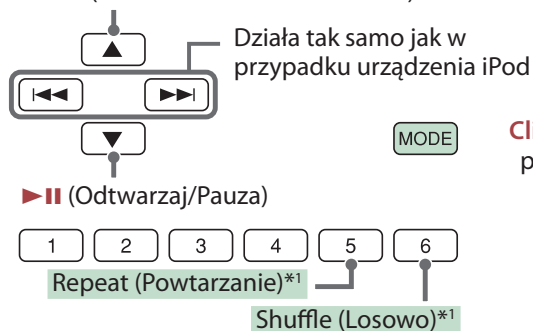 Działa tak samo jak w
przypadku urządzenia iPod
MODE
►II (Odtwarzaj/Pauza)
1 2 3 4 5 6
Repeat (Powtarzanie)*1
Shuffle (Losowo)*1